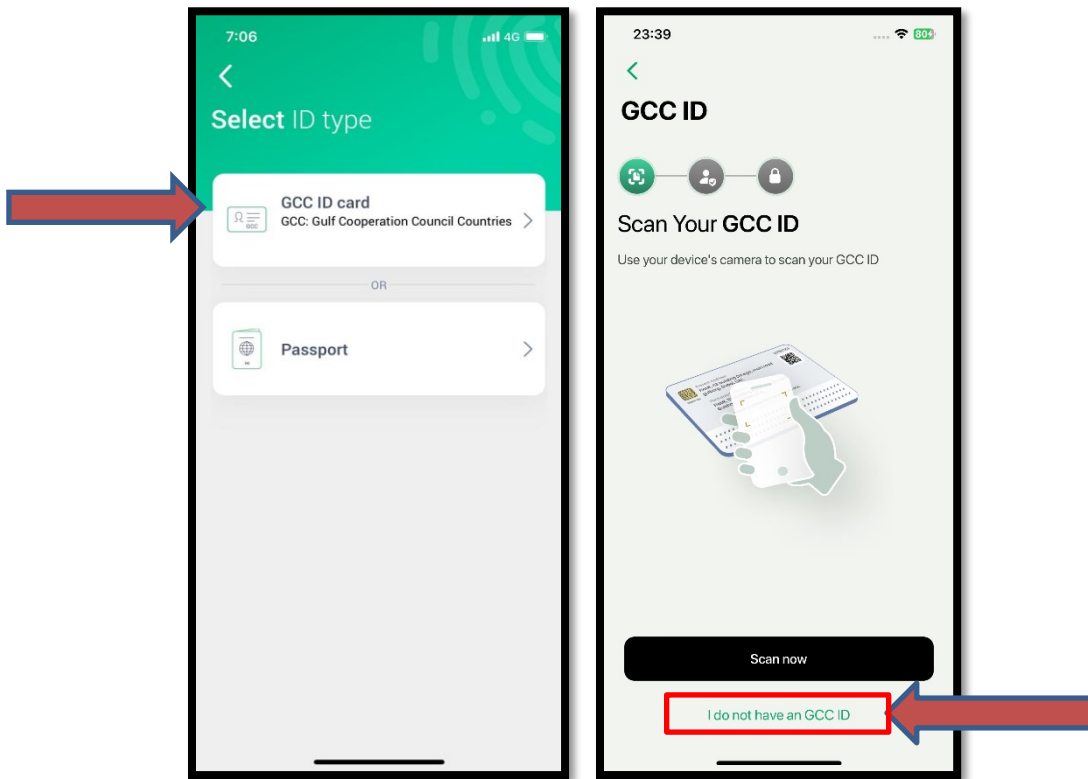 7:06
4G
Select ID type
GCC ID card
GCC: Gulf Cooperation Council Countries
GCC
OR
Passport
23:39
80
GCC ID
Scan Your GCC ID
Use your device's camera to scan your GCC ID
Scan now
I do not have an GCC ID